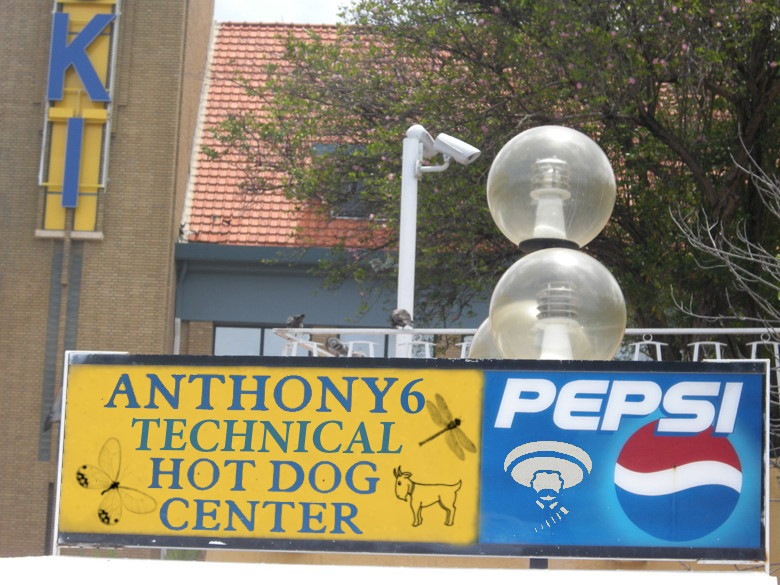 KI
ANTHONY6
TECHNICAL
HOT DOG
CENTER
PEPSI